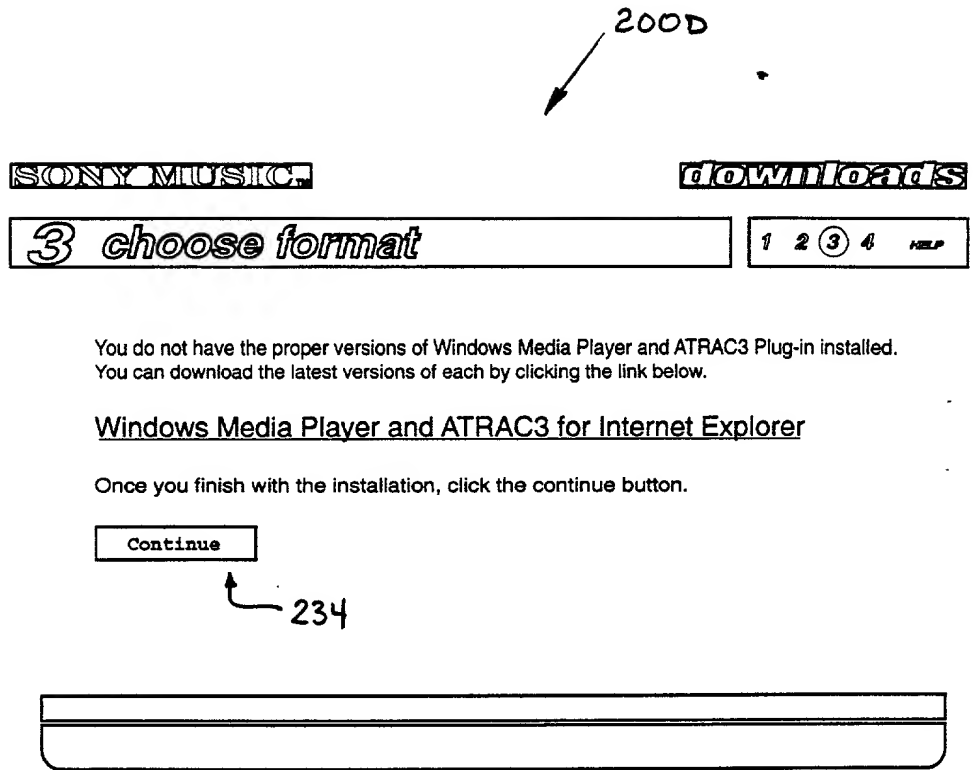 200D
SONY MUSIC™ downloads
3 choose format 1 2 3 4 HELP
You do not have the proper versions of Windows Media Player and ATRAC3 Plug-in installed.
You can download the latest versions of each by clicking the link below.
Windows Media Player and ATRAC3 for Internet Explorer
Once you finish with the installation, click the continue button.
Continue
234